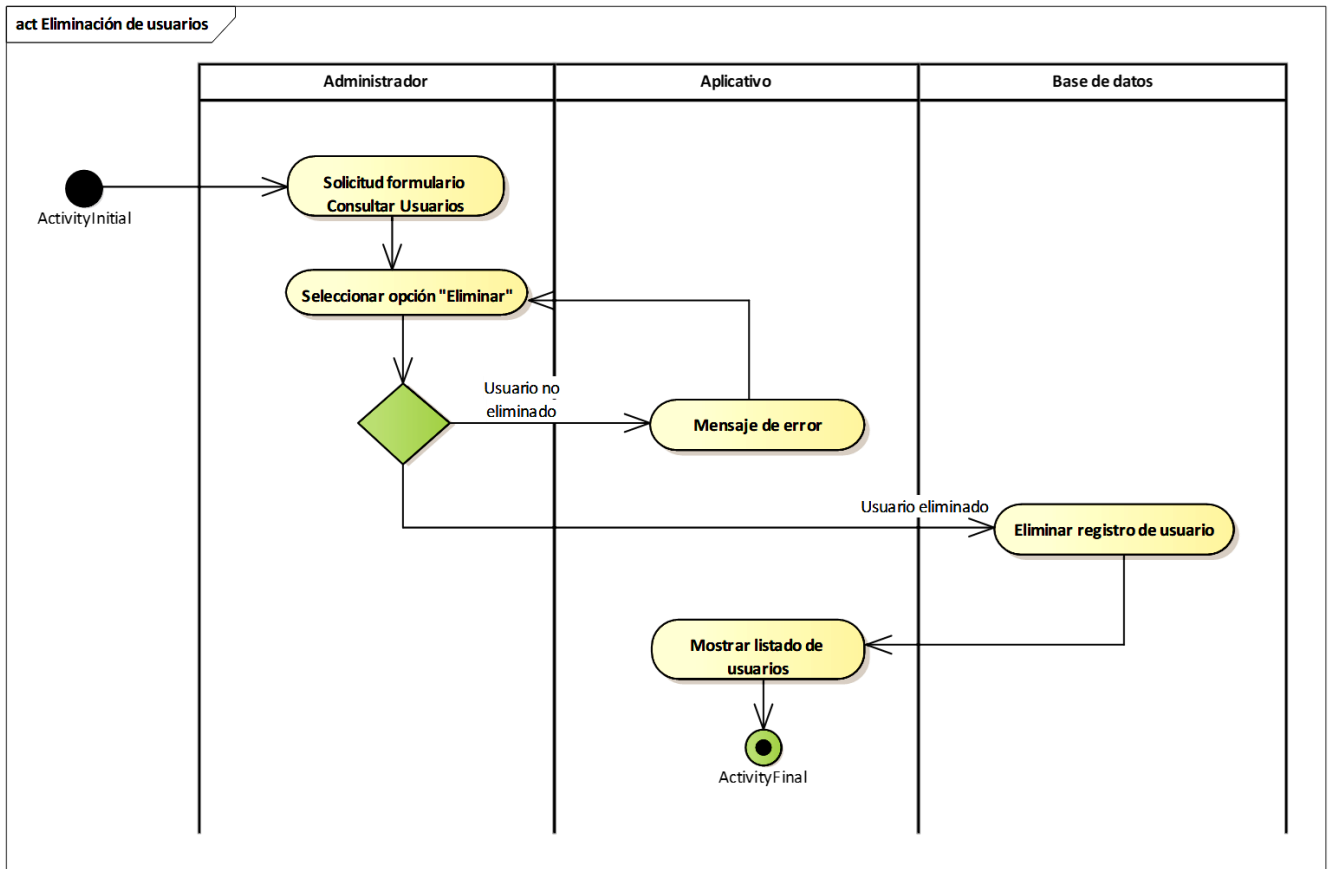 act Eliminación de usuarios
Administrador
Aplicativo
Base de datos
Solicitud formulario
Consultar Usuarios
ActivityInitial
Seleccionar opción "Eliminar"
Usuario no
eliminado
Mensaje de error
Usuario eliminado
Eliminar registro de usuario
Mostrar listado de
usuarios
ActivityFinal